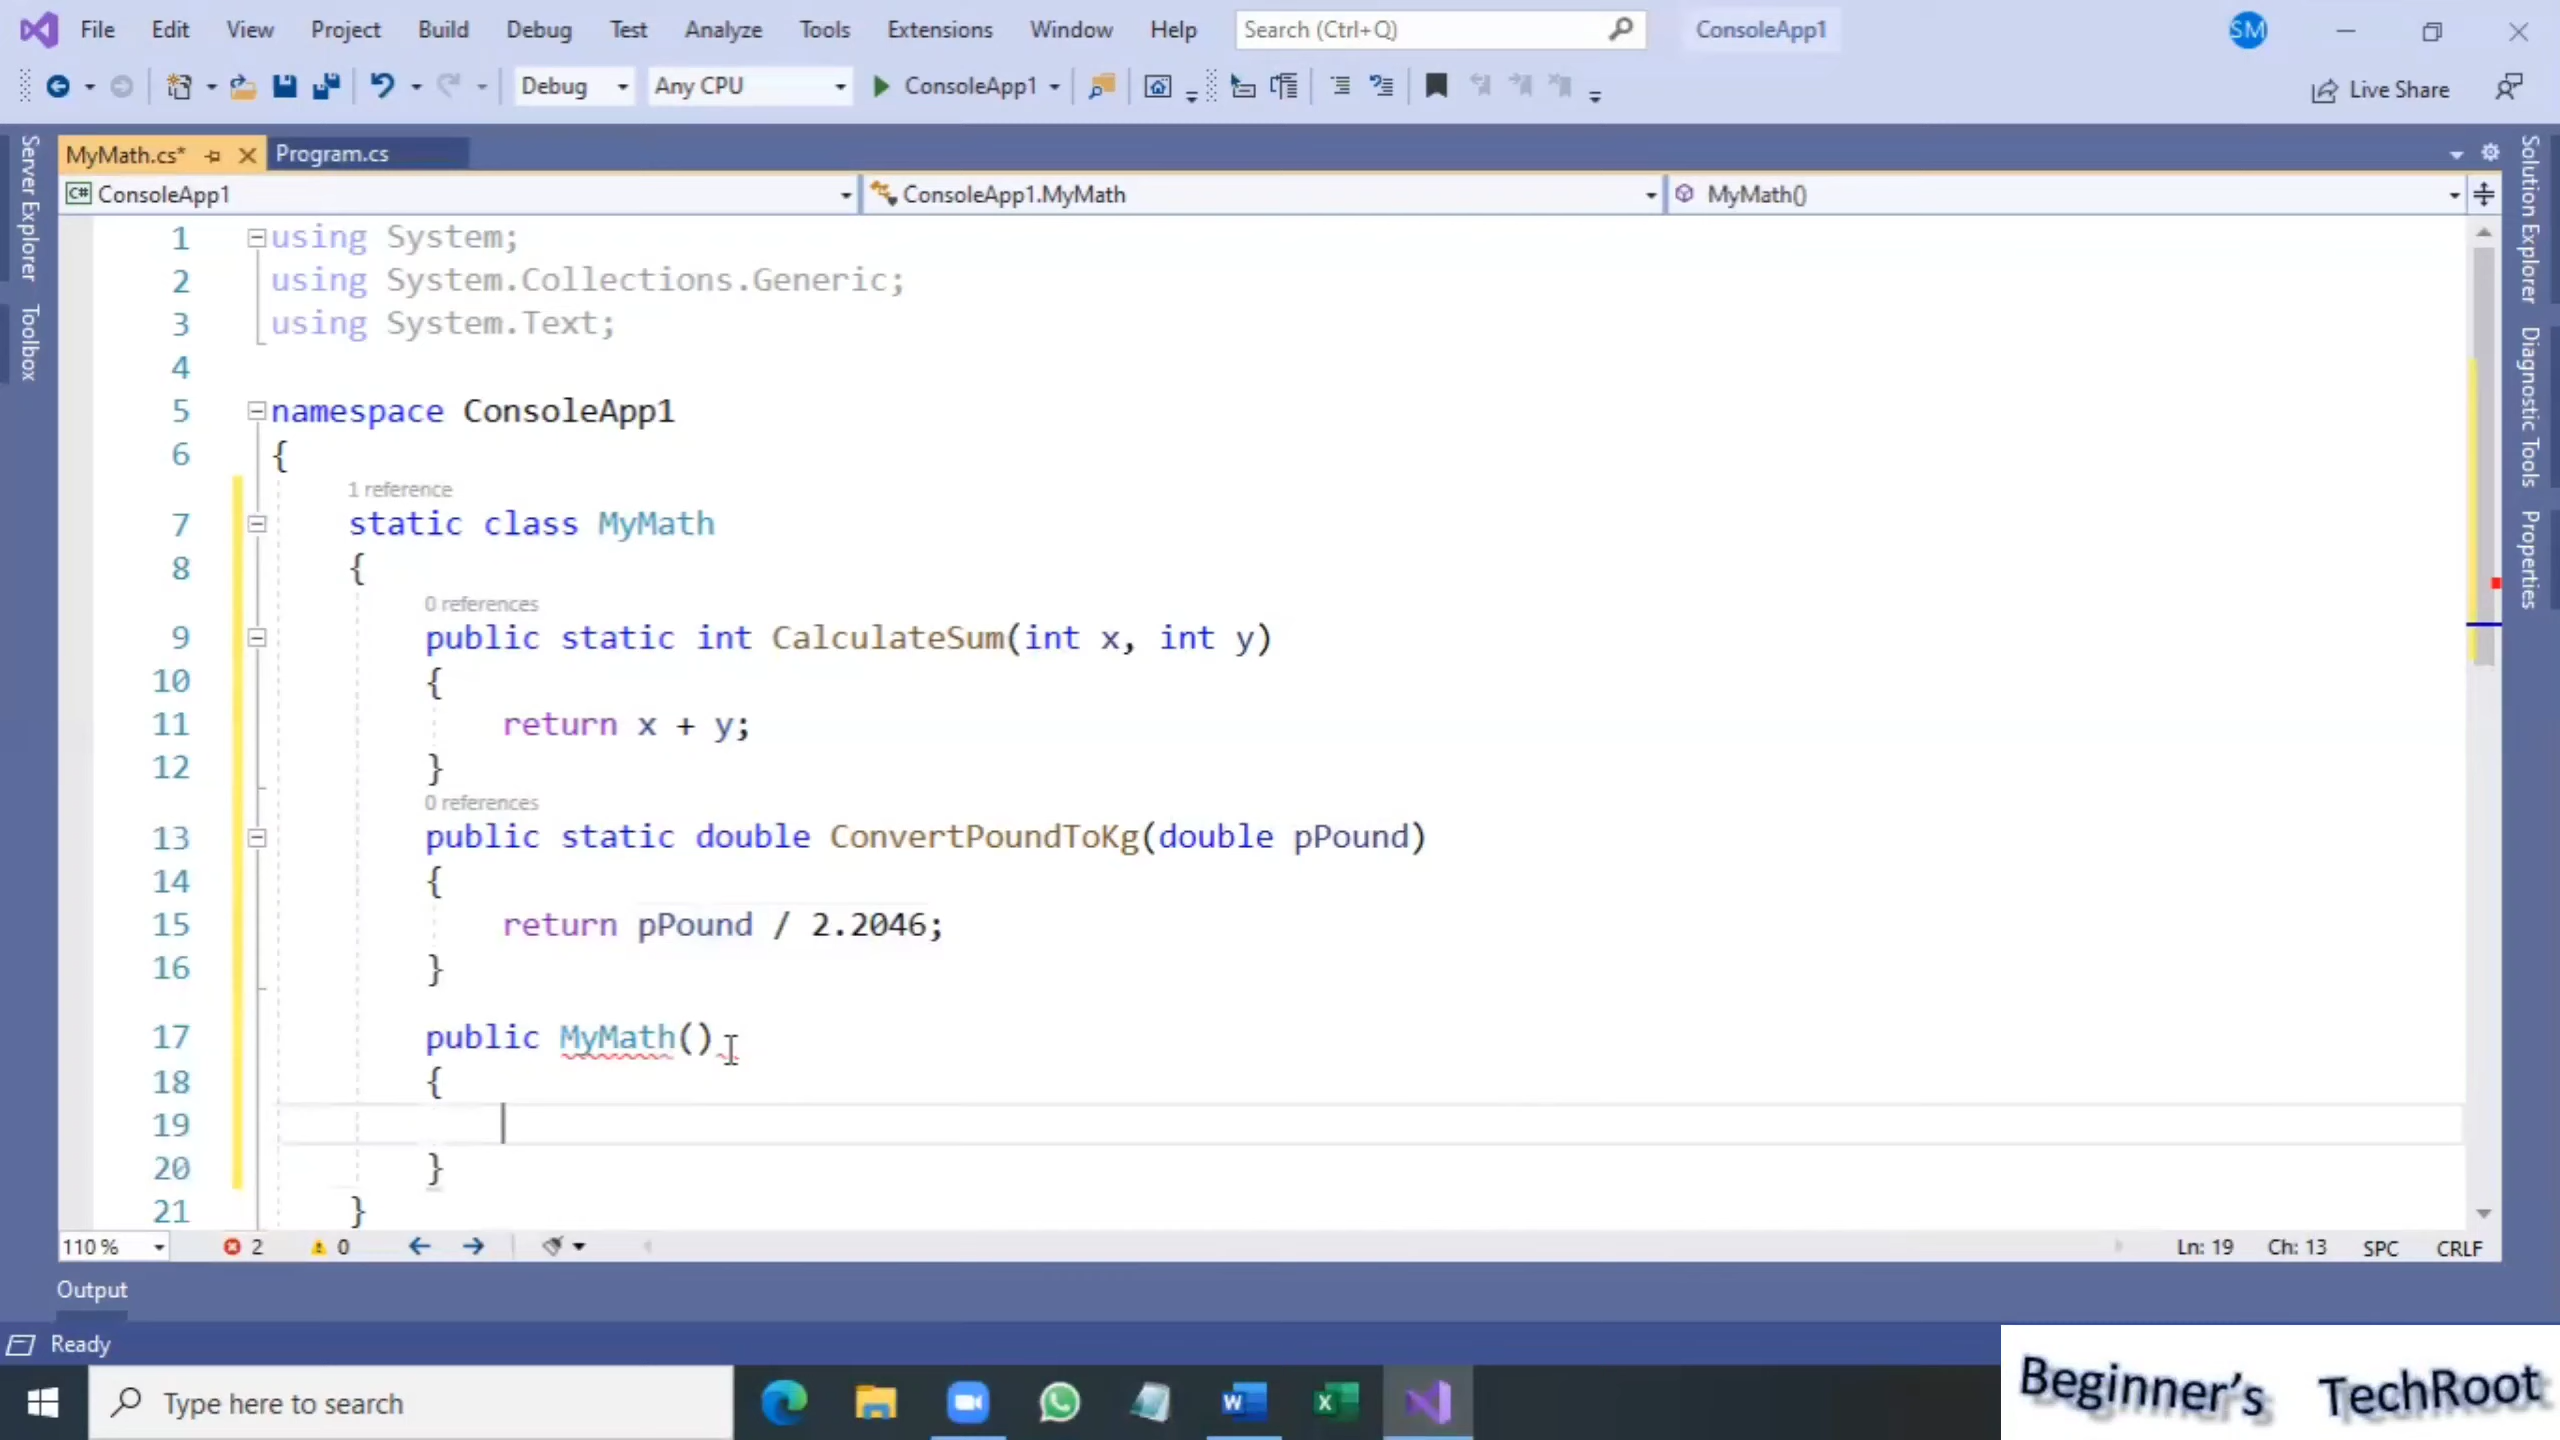 File Edit View Project Build Debug Test Analyze Tools Extensions Window Help Search (Ctrl+Q) ConsoleApp1 SM
Debug Any CPU ConsoleApp1 Live Share
Server Explorer
Toolbox
Solution Explorer
Diagnostic Tools
Properties
MyMath.cs* Program.cs
C# ConsoleApp1 ConsoleApp1.MyMath MyMath()
1 using System;
2 using System.Collections.Generic;
3 using System.Text;
4
5 namespace ConsoleApp1
6 {
1 reference
7 static class MyMath
8 {
0 references
9 public static int CalculateSum(int x, int y)
10 {
11 return x + y;
12 }
0 references
13 public static double ConvertPoundToKg(double pPound)
14 {
15 return pPound / 2.2046;
16 }
17 public MyMath()
18 {
19
20 }
21 }
110 % 2 0 Ln: 19 Ch: 13 SPC CRLF
Output
Ready
Type here to search
Beginner's TechRoot